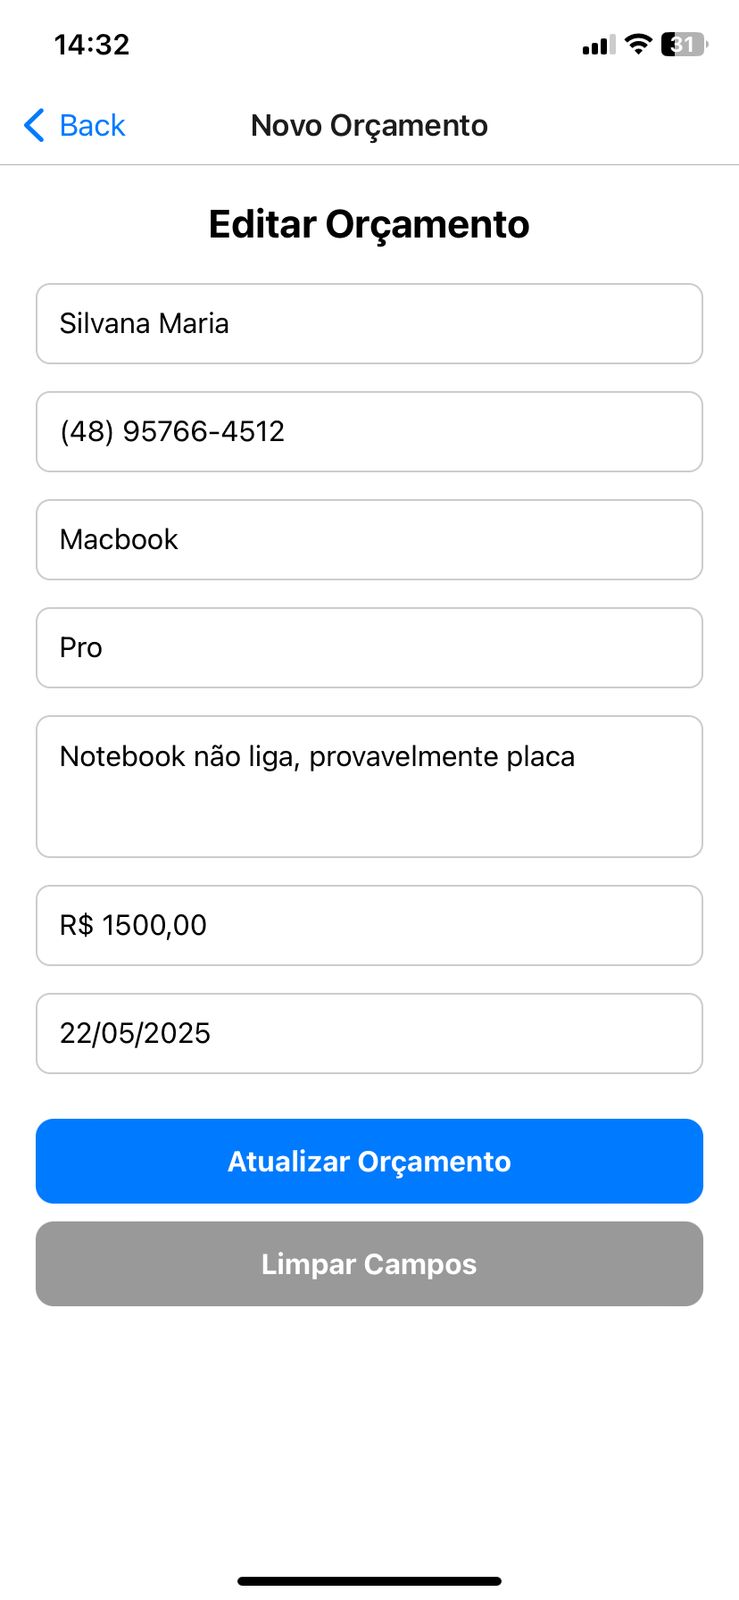 14:32
31
Back
Novo Orçamento
Editar Orçamento
Silvana Maria
(48) 95766-4512
Macbook
Pro
Notebook não liga, provavelmente placa
R$ 1500,00
22/05/2025
Atualizar Orçamento
Limpar Campos